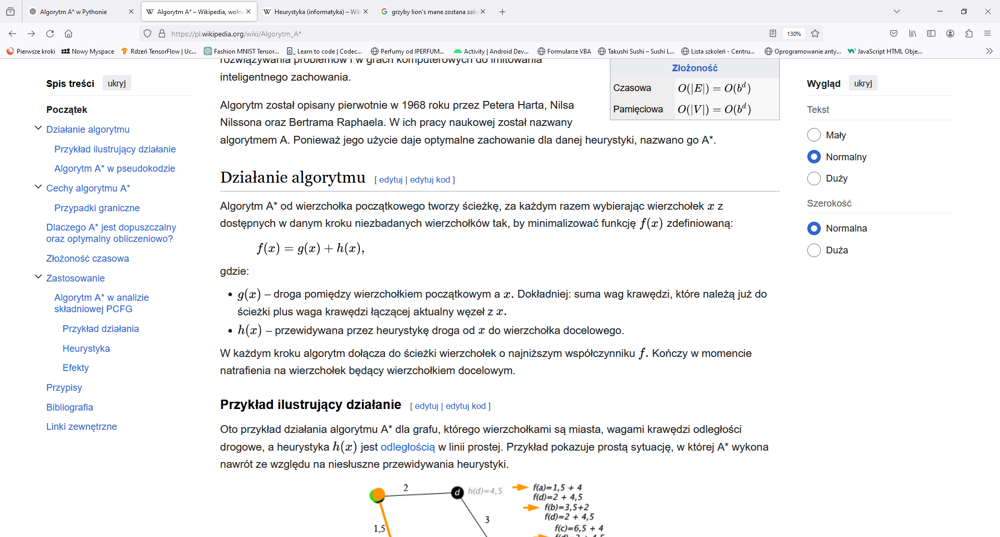 Algorytm A* w Pythonie
Algorytm A* – Wikipedia, wolna
Heurystyka (informatyka) – Wik
grzyby lion's mane zostana zakw
https://pl.wikipedia.org/wiki/Algorytm_A*
130%
Pierwsze kroki
Nowy Myspace
Rdzeń TensorFlow | Uc...
Fashion MNIST Tensor...
Learn to code | Codec...
Perfumy od IPERFUM...
Activity | Android Dev...
Formularze VBA
Takushi Sushi – Sushi L...
Lista szkoleń - Centru...
Oprogramowanie anty...
JavaScript HTML Obje...
Spis treści
ukryj
Początek
Działanie algorytmu
Przykład ilustrujący działanie
Algorytm A* w pseudokodzie
Cechy algorytmu A*
Przypadki graniczne
Dlaczego A* jest dopuszczalny
oraz optymalny obliczeniowo?
Złożoność czasowa
Zastosowanie
Algorytm A* w analizie
składniowej PCFG
Przykład działania
Heurystyka
Efekty
Przypisy
Bibliografia
Linki zewnętrzne
rozwiązywania problemów i w grach komputerowych do imitowania
inteligentnego zachowania.
Złożoność
Czasowa O(|E|) = O(b^d)
Pamięciowa O(|V|) = O(b^d)
Algorytm został opisany pierwotnie w 1968 roku przez Petera Harta, Nilsa
Nilssona oraz Bertrama Raphaela. W ich pracy naukowej został nazwany
algorytmem A. Ponieważ jego użycie daje optymalne zachowanie dla danej heurystyki, nazwano go A*.
Działanie algorytmu [ edytuj | edytuj kod ]
Algorytm A* od wierzchołka początkowego tworzy ścieżkę, za każdym razem wybierając wierzchołek x z
dostępnych w danym kroku niezbadanych wierzchołków tak, by minimalizować funkcję f(x) zdefiniowaną:
f(x) = g(x) + h(x),
gdzie:
• g(x) – droga pomiędzy wierzchołkiem początkowym a x. Dokładniej: suma wag krawędzi, które należą już do
ścieżki plus waga krawędzi łączącej aktualny węzeł z x.
• h(x) – przewidywana przez heurystykę droga od x do wierzchołka docelowego.
W każdym kroku algorytm dołącza do ścieżki wierzchołek o najniższym współczynniku f. Kończy w momencie
natrafienia na wierzchołek będący wierzchołkiem docelowym.
Przykład ilustrujący działanie [ edytuj | edytuj kod ]
Oto przykład działania algorytmu A* dla grafu, którego wierzchołkami są miasta, wagami krawędzi odległości
drogowe, a heurystyka h(x) jest odległością w linii prostej. Przykład pokazuje prostą sytuację, w której A* wykona
nawrót ze względu na niesłuszne przewidywania heurystyki.
2
d
h(d)=4,5
3
1,5
f(a)=1,5 + 4
f(d)=2 + 4,5
f(b)=3,5+2
f(d)=2 + 4,5
f(c)=6,5 + 4
f(d)=2 + 4,5
Wygląd
ukryj
Tekst
Mały
Normalny
Duży
Szerokość
Normalna
Duża